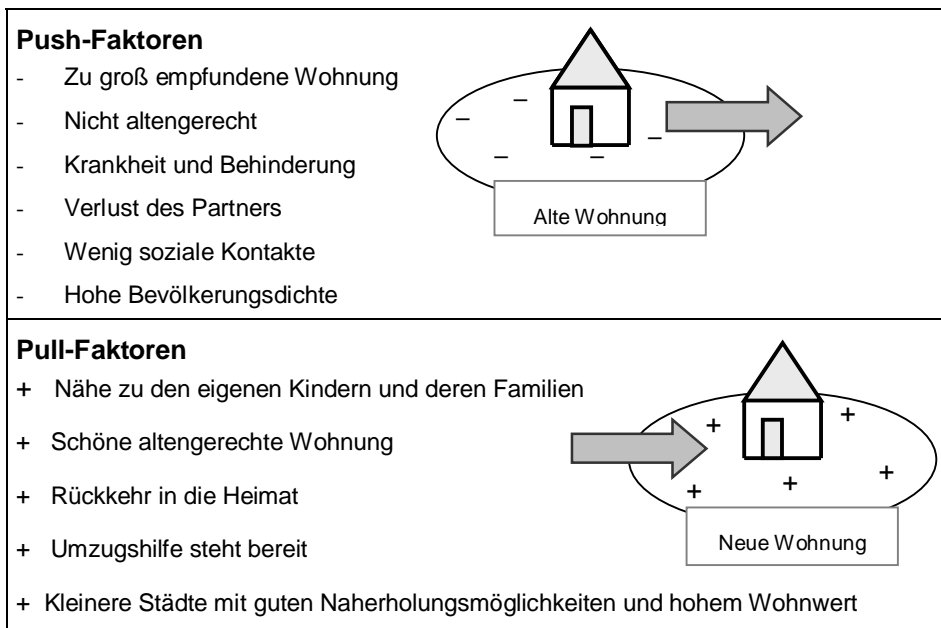 Push-Faktoren
- Zu groß empfundene Wohnung
- Nicht altengerecht
- Krankheit und Behinderung
- Verlust des Partners
- Wenig soziale Kontakte
- Hohe Bevölkerungsdichte
Alte Wohnung
Pull-Faktoren
+ Nähe zu den eigenen Kindern und deren Familien
+ Schöne altengerechte Wohnung
+ Rückkehr in die Heimat
+ Umzugshilfe steht bereit
+ Kleinere Städte mit guten Naherholungsmöglichkeiten und hohem Wohnwert
Neue Wohnung